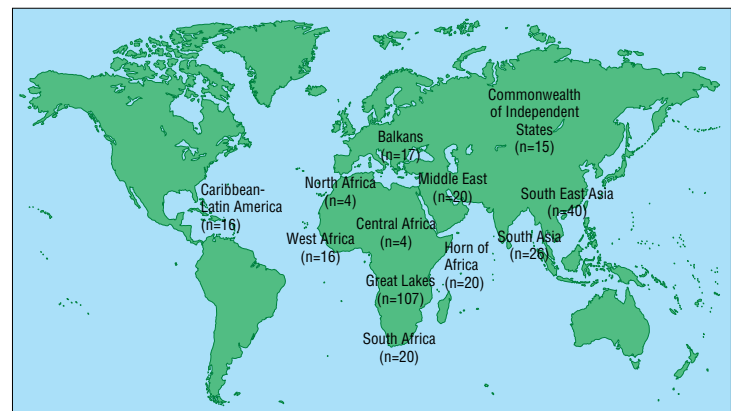 Commonwealth
of Independent
States
(n=15)
Balkans
(n=17)
North Africa
(n=4)
Middle East
(n=20)
Caribbean-
Latin America
(n=16)
South East Asia
(n=40)
Central Africa
(n=4)
West Africa
(n=16)
South Asia
(n=26)
Horn of
Africa
(n=20)
Great Lakes
(n=107)
South Africa
(n=20)